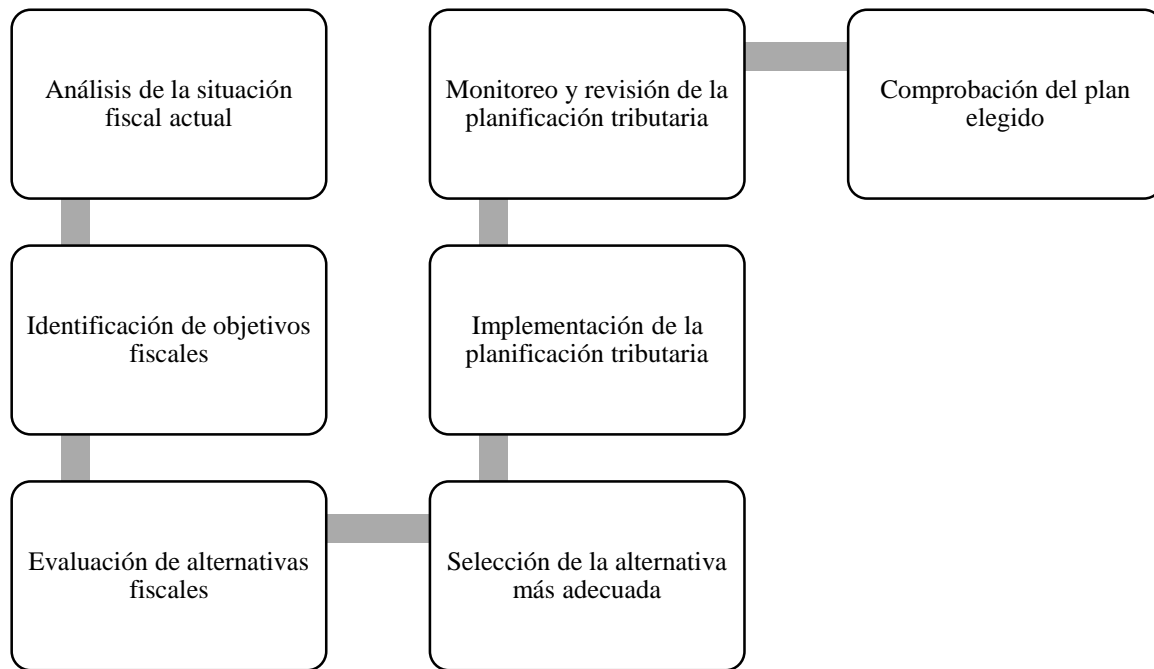 Análisis de la situación
fiscal actual
Identificación de objetivos
fiscales
Evaluación de alternativas
fiscales
Selección de la alternativa
más adecuada
Implementación de la
planificación tributaria
Monitoreo y revisión de la
planificación tributaria
Comprobación del plan
elegido